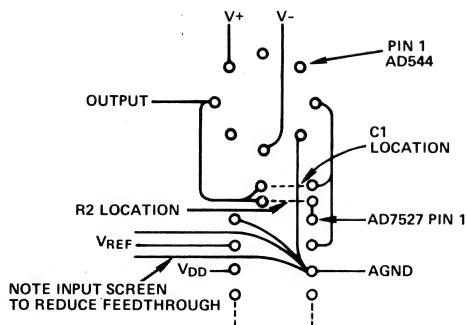 V+
V-
PIN 1
AD544
OUTPUT
C1
LOCATION
R2 LOCATION
AD7527 PIN 1
VREF
VDD
AGND
NOTE INPUT SCREEN
TO REDUCE FEEDTHROUGH